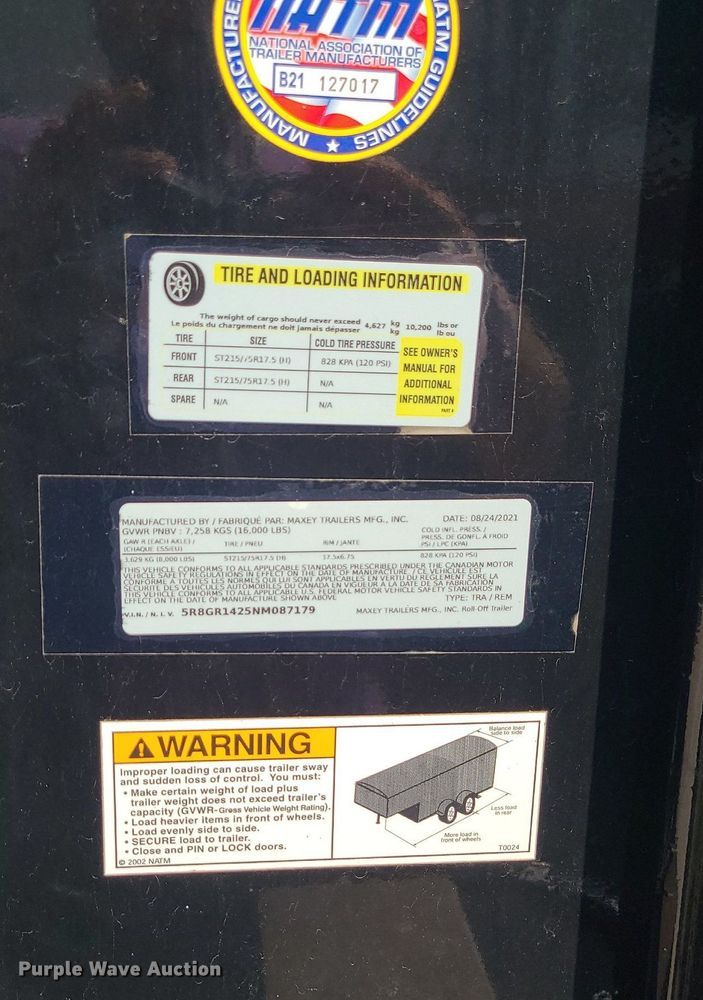 NATM
NATIONAL ASSOCIATION OF
TRAILER MANUFACTURERS
B21 127017
MANUFACTURE
NATM GUIDELINES
TIRE AND LOADING INFORMATION
The weight of cargo should never exceed 4,627 kg 10,200 lbs or
Le poids du chargement ne doit jamais dépasser kg lb ou
TIRE SIZE COLD TIRE PRESSURE
FRONT ST215/75R17.5 (H) 828 KPA (120 PSI)
REAR ST215/75R17.5 (H) N/A
SPARE N/A N/A
SEE OWNER'S
MANUAL FOR
ADDITIONAL
INFORMATION
MANUFACTURED BY / FABRIQUÉ PAR: MAXEY TRAILERS MFG., INC. DATE: 08/24/2021
GVWR PNBV : 7,258 KGS (16,000 LBS)
GAWR (EACH AXLE) / TIRE / PNEU RIM / JANTE COLD INFL. PRESS. /
(CHAQUE ESSIEU) PRESS. DE GONFL. À FROID
PSI / LPC (KPA)
3,629 KG (8,000 LBS) ST215/75R17.5 (H) 17.5x6.75 828 KPA (120 PSI)
THIS VEHICLE CONFORMS TO ALL APPLICABLE STANDARDS PRESCRIBED UNDER THE CANADIAN MOTOR
VEHICLE SAFETY REGULATIONS IN EFFECT ON THE DATE OF MANUFACTURE / CE VÉHICULE EST
CONFORME À TOUTES LES NORMES QUI LUI SONT APPLICABLES EN VERTU DU RÈGLEMENT SUR LA
SÉCURITÉ DES VÉHICULES AUTOMOBILES DU CANADA EN VIGUEUR À LA DATE DE SA FABRICATION
THIS VEHICLE CONFORMS TO ALL APPLICABLE U.S. FEDERAL MOTOR VEHICLE SAFETY STANDARDS IN
EFFECT ON THE DATE OF MANUFACTURE SHOWN ABOVE TYPE: TRA / REM
V.I.N. / N. I. V. 5R8GR1425NM087179 MAXEY TRAILERS MFG., INC. Roll-Off Trailer
WARNING
Improper loading can cause trailer sway
and sudden loss of control. You must:
• Make certain weight of load plus
trailer weight does not exceed trailer's
capacity (GVWR-Gross Vehicle Weight Rating).
• Load heavier items in front of wheels.
• Load evenly side to side.
• SECURE load to trailer.
• Close and PIN or LOCK doors.
© 2002 NATM
Balance load
side to side
Less load
in rear
More load in
front of wheels
T0024
Purple Wave Auction